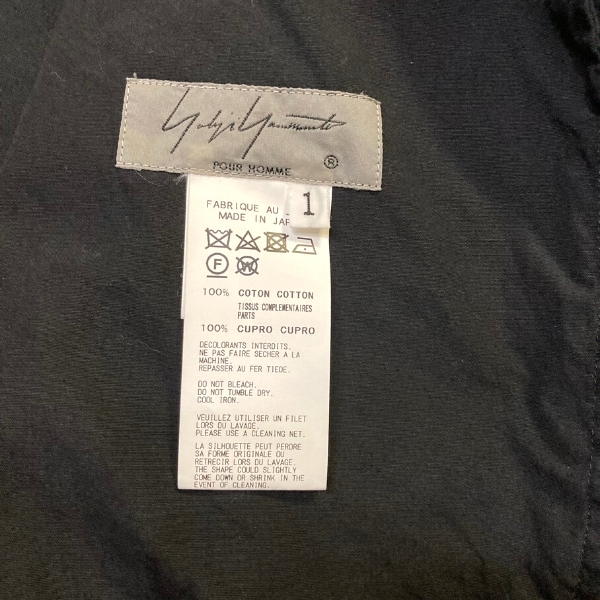 Yohji Yamamoto
POUR HOMME ®
1
FABRIQUE AU
MADE IN JAP
F W
100% COTON COTTON
TISSUS COMPLEMENTAIRES
PARTS
100% CUPRO CUPRO
DECOLORANTS INTERDITS.
NE PAS FAIRE SECHER A LA
MACHINE.
REPASSER AU FER TIEDE.
DO NOT BLEACH.
DO NOT TUMBLE DRY.
COOL IRON.
VEUILLEZ UTILISER UN FILET
LORS DU LAVAGE.
PLEASE USE A CLEANING NET.
LA SILHOUETTE PEUT PERDRE
SA FORME ORIGINALE OU
RETRECIR LORS DU LAVAGE.
THE SHAPE COULD SLIGHTLY
COME DOWN OR SHRINK IN THE
EVENT OF CLEANING.